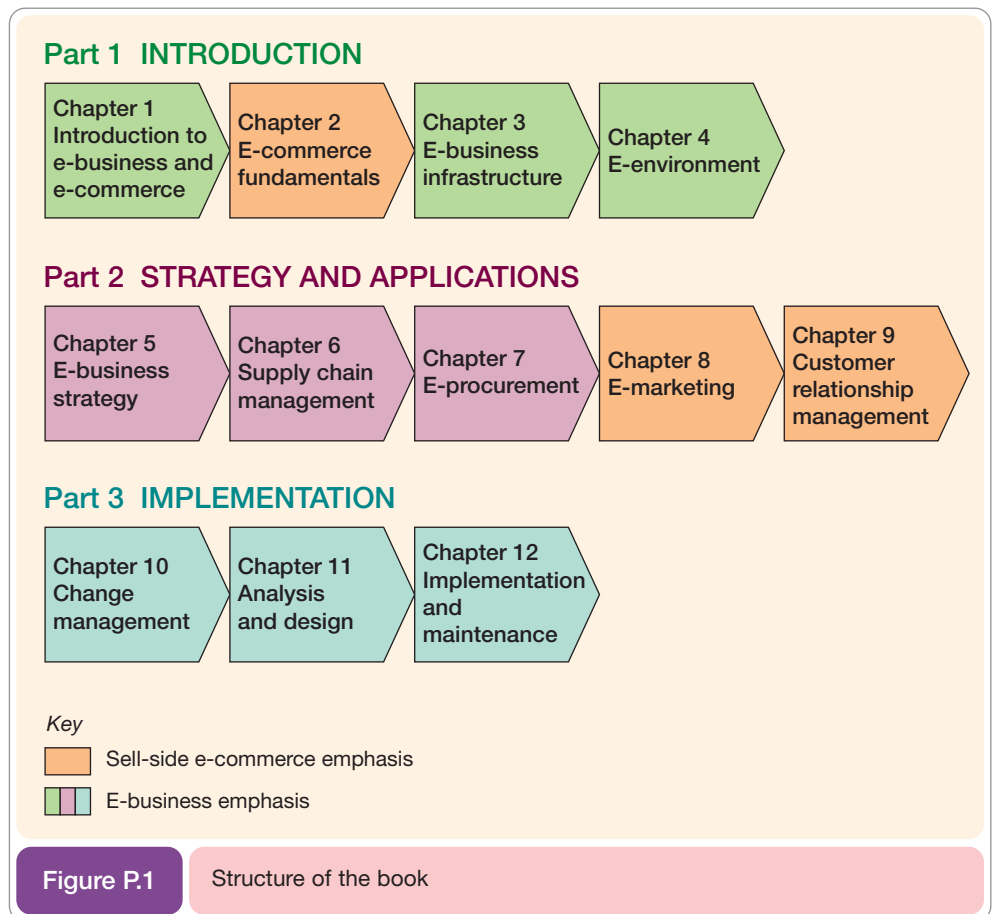 Part 1 INTRODUCTION
Chapter 1
Introduction to
e-business and
e-commerce
Chapter 2
E-commerce
fundamentals
Chapter 3
E-business
infrastructure
Chapter 4
E-environment
Part 2 STRATEGY AND APPLICATIONS
Chapter 5
E-business
strategy
Chapter 6
Supply chain
management
Chapter 7
E-procurement
Chapter 8
E-marketing
Chapter 9
Customer
relationship
management
Part 3 IMPLEMENTATION
Chapter 10
Change
management
Chapter 11
Analysis
and design
Chapter 12
Implementation
and
maintenance
Key
Sell-side e-commerce emphasis
E-business emphasis
Figure P.1
Structure of the book